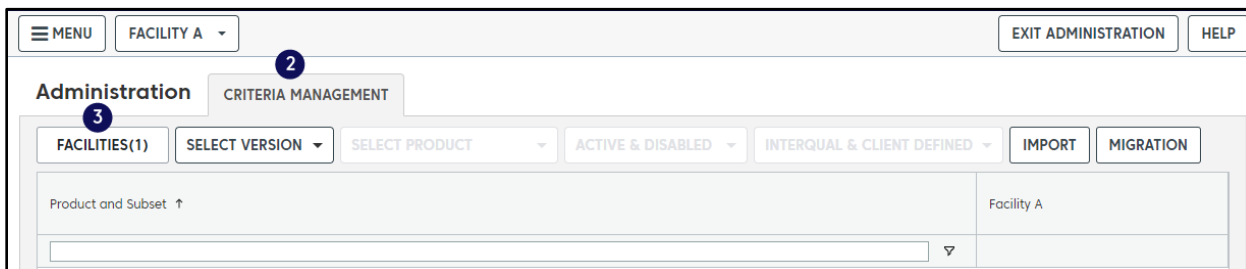 MENU FACILITY A EXIT ADMINISTRATION HELP
2
Administration CRITERIA MANAGEMENT
3
FACILITIES(1) SELECT VERSION SELECT PRODUCT ACTIVE & DISABLED INTERQUAL & CLIENT DEFINED IMPORT MIGRATION
Product and Subset ↑ Facility A